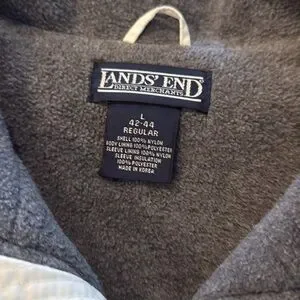 LANDS' END
DIRECT MERCHANTS
L
42-44
REGULAR
SHELL 100% NYLON
BODY LINING 100% POLYESTER
SLEEVE LINING 100% NYLON
SLEEVE INSULATION
100% POLYESTER
MADE IN KOREA